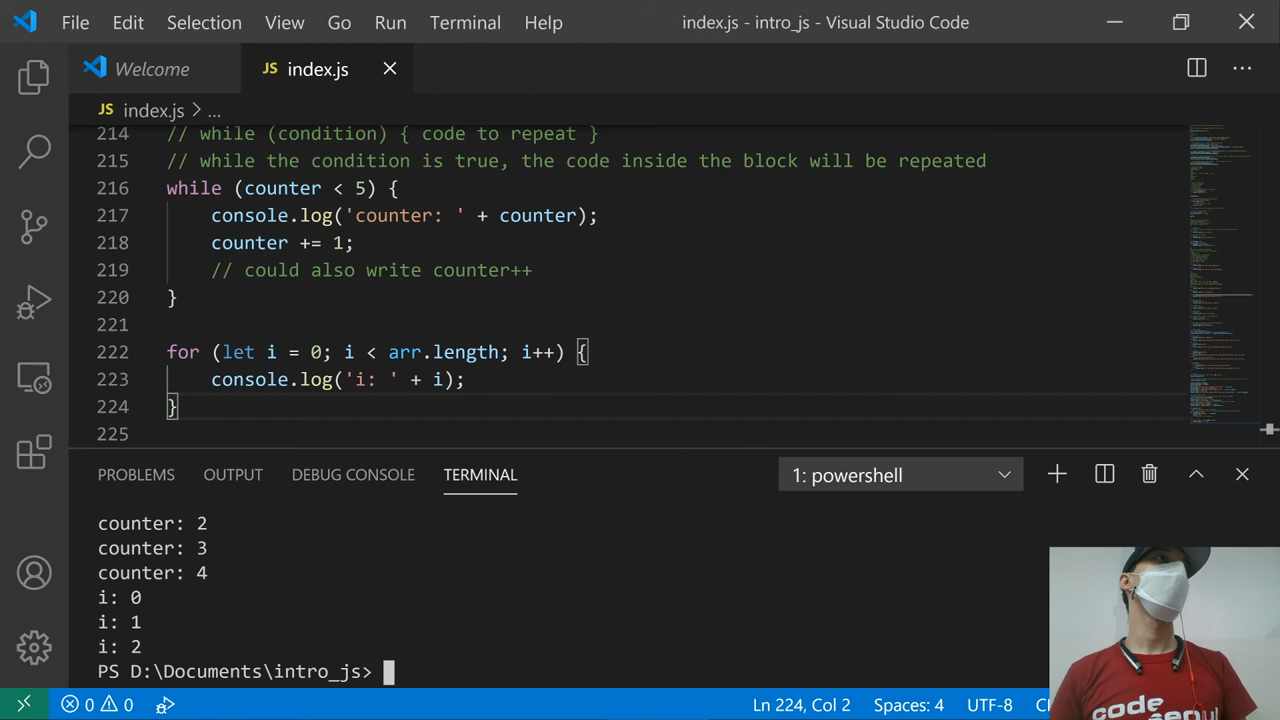 File Edit Selection View Go Run Terminal Help index.js - intro_js - Visual Studio Code
Welcome JS index.js
JS index.js > ...
214 // while (condition) { code to repeat }
215 // while the condition is true the code inside the block will be repeated
216 while (counter < 5) {
217 console.log('counter: ' + counter);
218 counter += 1;
219 // could also write counter++
220 }
221
222 for (let i = 0; i < arr.length; i++) {
223 console.log('i: ' + i);
224 }
225
PROBLEMS OUTPUT DEBUG CONSOLE TERMINAL 1: powershell
counter: 2
counter: 3
counter: 4
i: 0
i: 1
i: 2
PS D:\Documents\intro_js>
0 0 Ln 224, Col 2 Spaces: 4 UTF-8
code